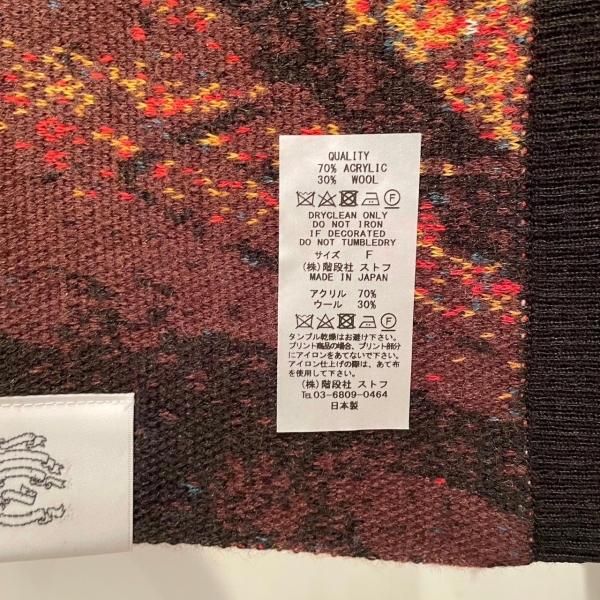 QUALITY
70% ACRYLIC
30% WOOL
F
DRYCLEAN ONLY
DO NOT IRON
IF DECORATED
DO NOT TUMBLEDRY
サイズ F
(株)階段社 ストフ
MADE IN JAPAN
アクリル 70%
ウール 30%
F
タンブル乾燥はお避け下さい。
プリント商品の場合、プリント部分
にアイロンをあてないで下さい。
アイロン仕上げの際は、あて布
を使用して下さい。
(株)階段社 ストフ
TEL 03-6809-0464
日本製